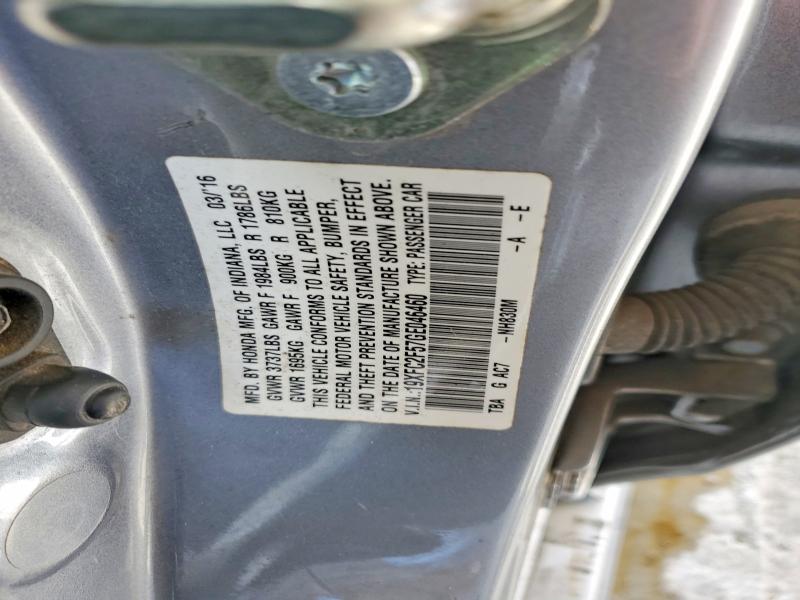 MFD. BY HONDA MFG. OF INDIANA, LLC 03/'16
GVWR 3737LBS GAWR F 1984LBS R 1786LBS
GVWR 1695KG GAWR F 900KG R 810KG
THIS VEHICLE CONFORMS TO ALL APPLICABLE
FEDERAL MOTOR VEHICLE SAFETY, BUMPER,
AND THEFT PREVENTION STANDARDS IN EFFECT
ON THE DATE OF MANUFACTURE SHOWN ABOVE.
V.I.N.: 19XFC2F57GE046460 TYPE: PASSENGER CAR
TBA G AC7 -NH830M -A -E